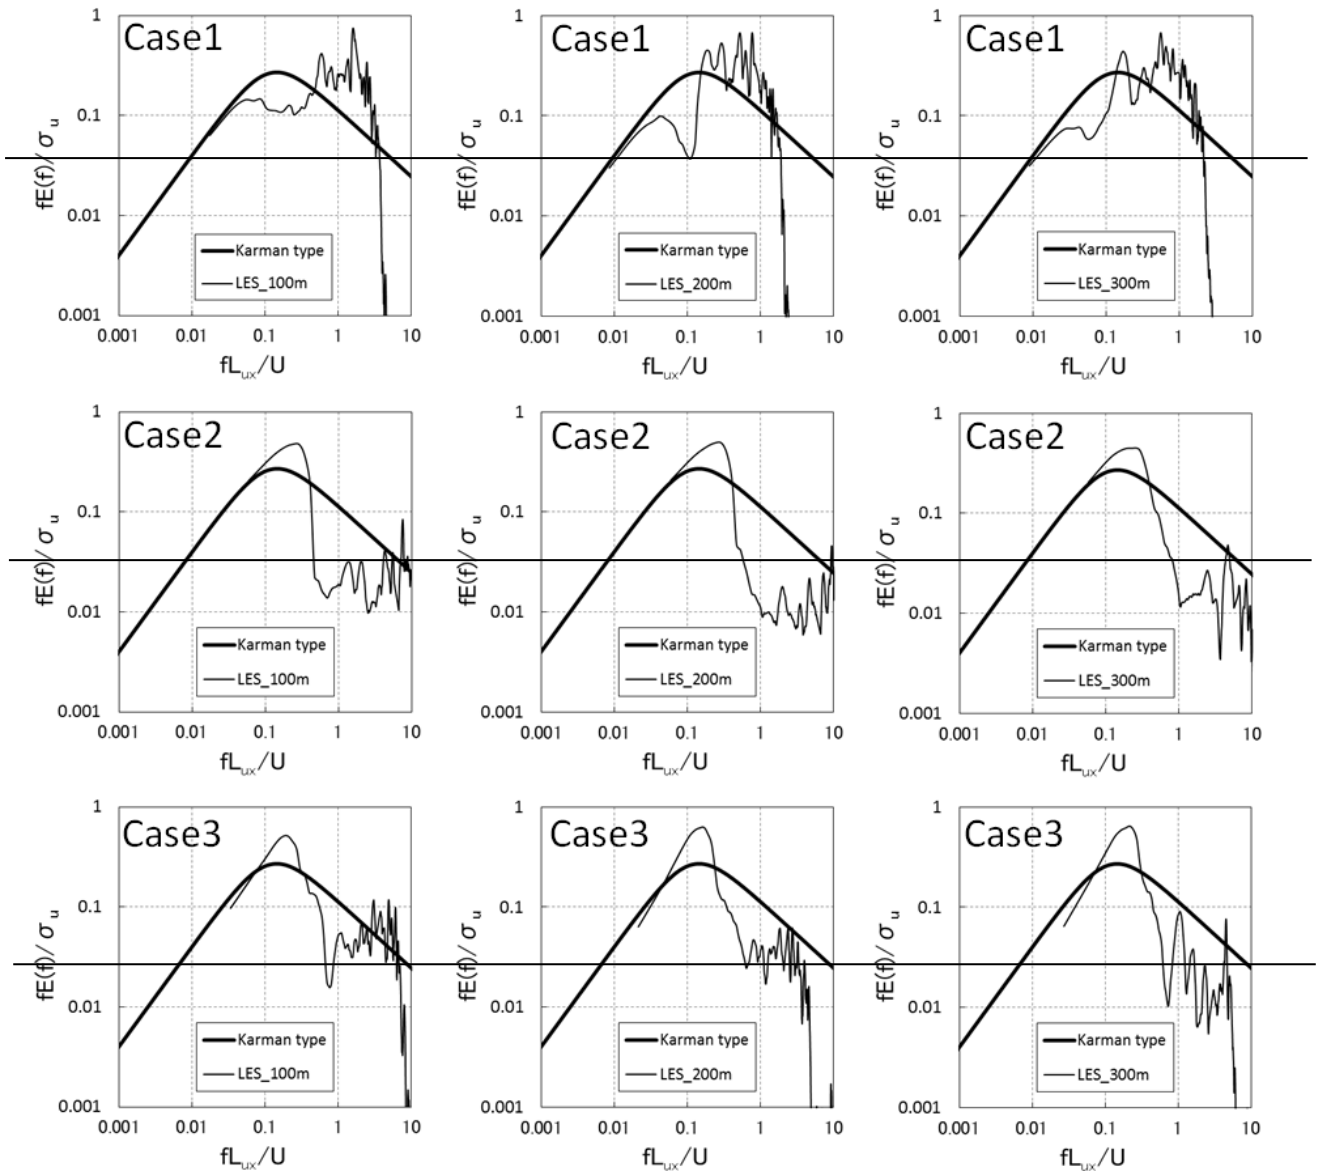 Case1
1
0.1
0.01
0.001
fE(f)/σu
Karman type
LES_100m
0.001 0.01 0.1 1 10
fLux/U
Case1
1
0.1
0.01
0.001
fE(f)/σu
Karman type
LES_200m
0.001 0.01 0.1 1 10
fLux/U
Case1
1
0.1
0.01
0.001
fE(f)/σu
Karman type
LES_300m
0.001 0.01 0.1 1 10
fLux/U
Case2
1
0.1
0.01
0.001
fE(f)/σu
Karman type
LES_100m
0.001 0.01 0.1 1 10
fLux/U
Case2
1
0.1
0.01
0.001
fE(f)/σu
Karman type
LES_200m
0.001 0.01 0.1 1 10
fLux/U
Case2
1
0.1
0.01
0.001
fE(f)/σu
Karman type
LES_300m
0.001 0.01 0.1 1 10
fLux/U
Case3
1
0.1
0.01
0.001
fE(f)/σu
Karman type
LES_100m
0.001 0.01 0.1 1 10
fLux/U
Case3
1
0.1
0.01
0.001
fE(f)/σu
Karman type
LES_200m
0.001 0.01 0.1 1 10
fLux/U
Case3
1
0.1
0.01
0.001
fE(f)/σu
Karman type
LES_300m
0.001 0.01 0.1 1 10
fLux/U